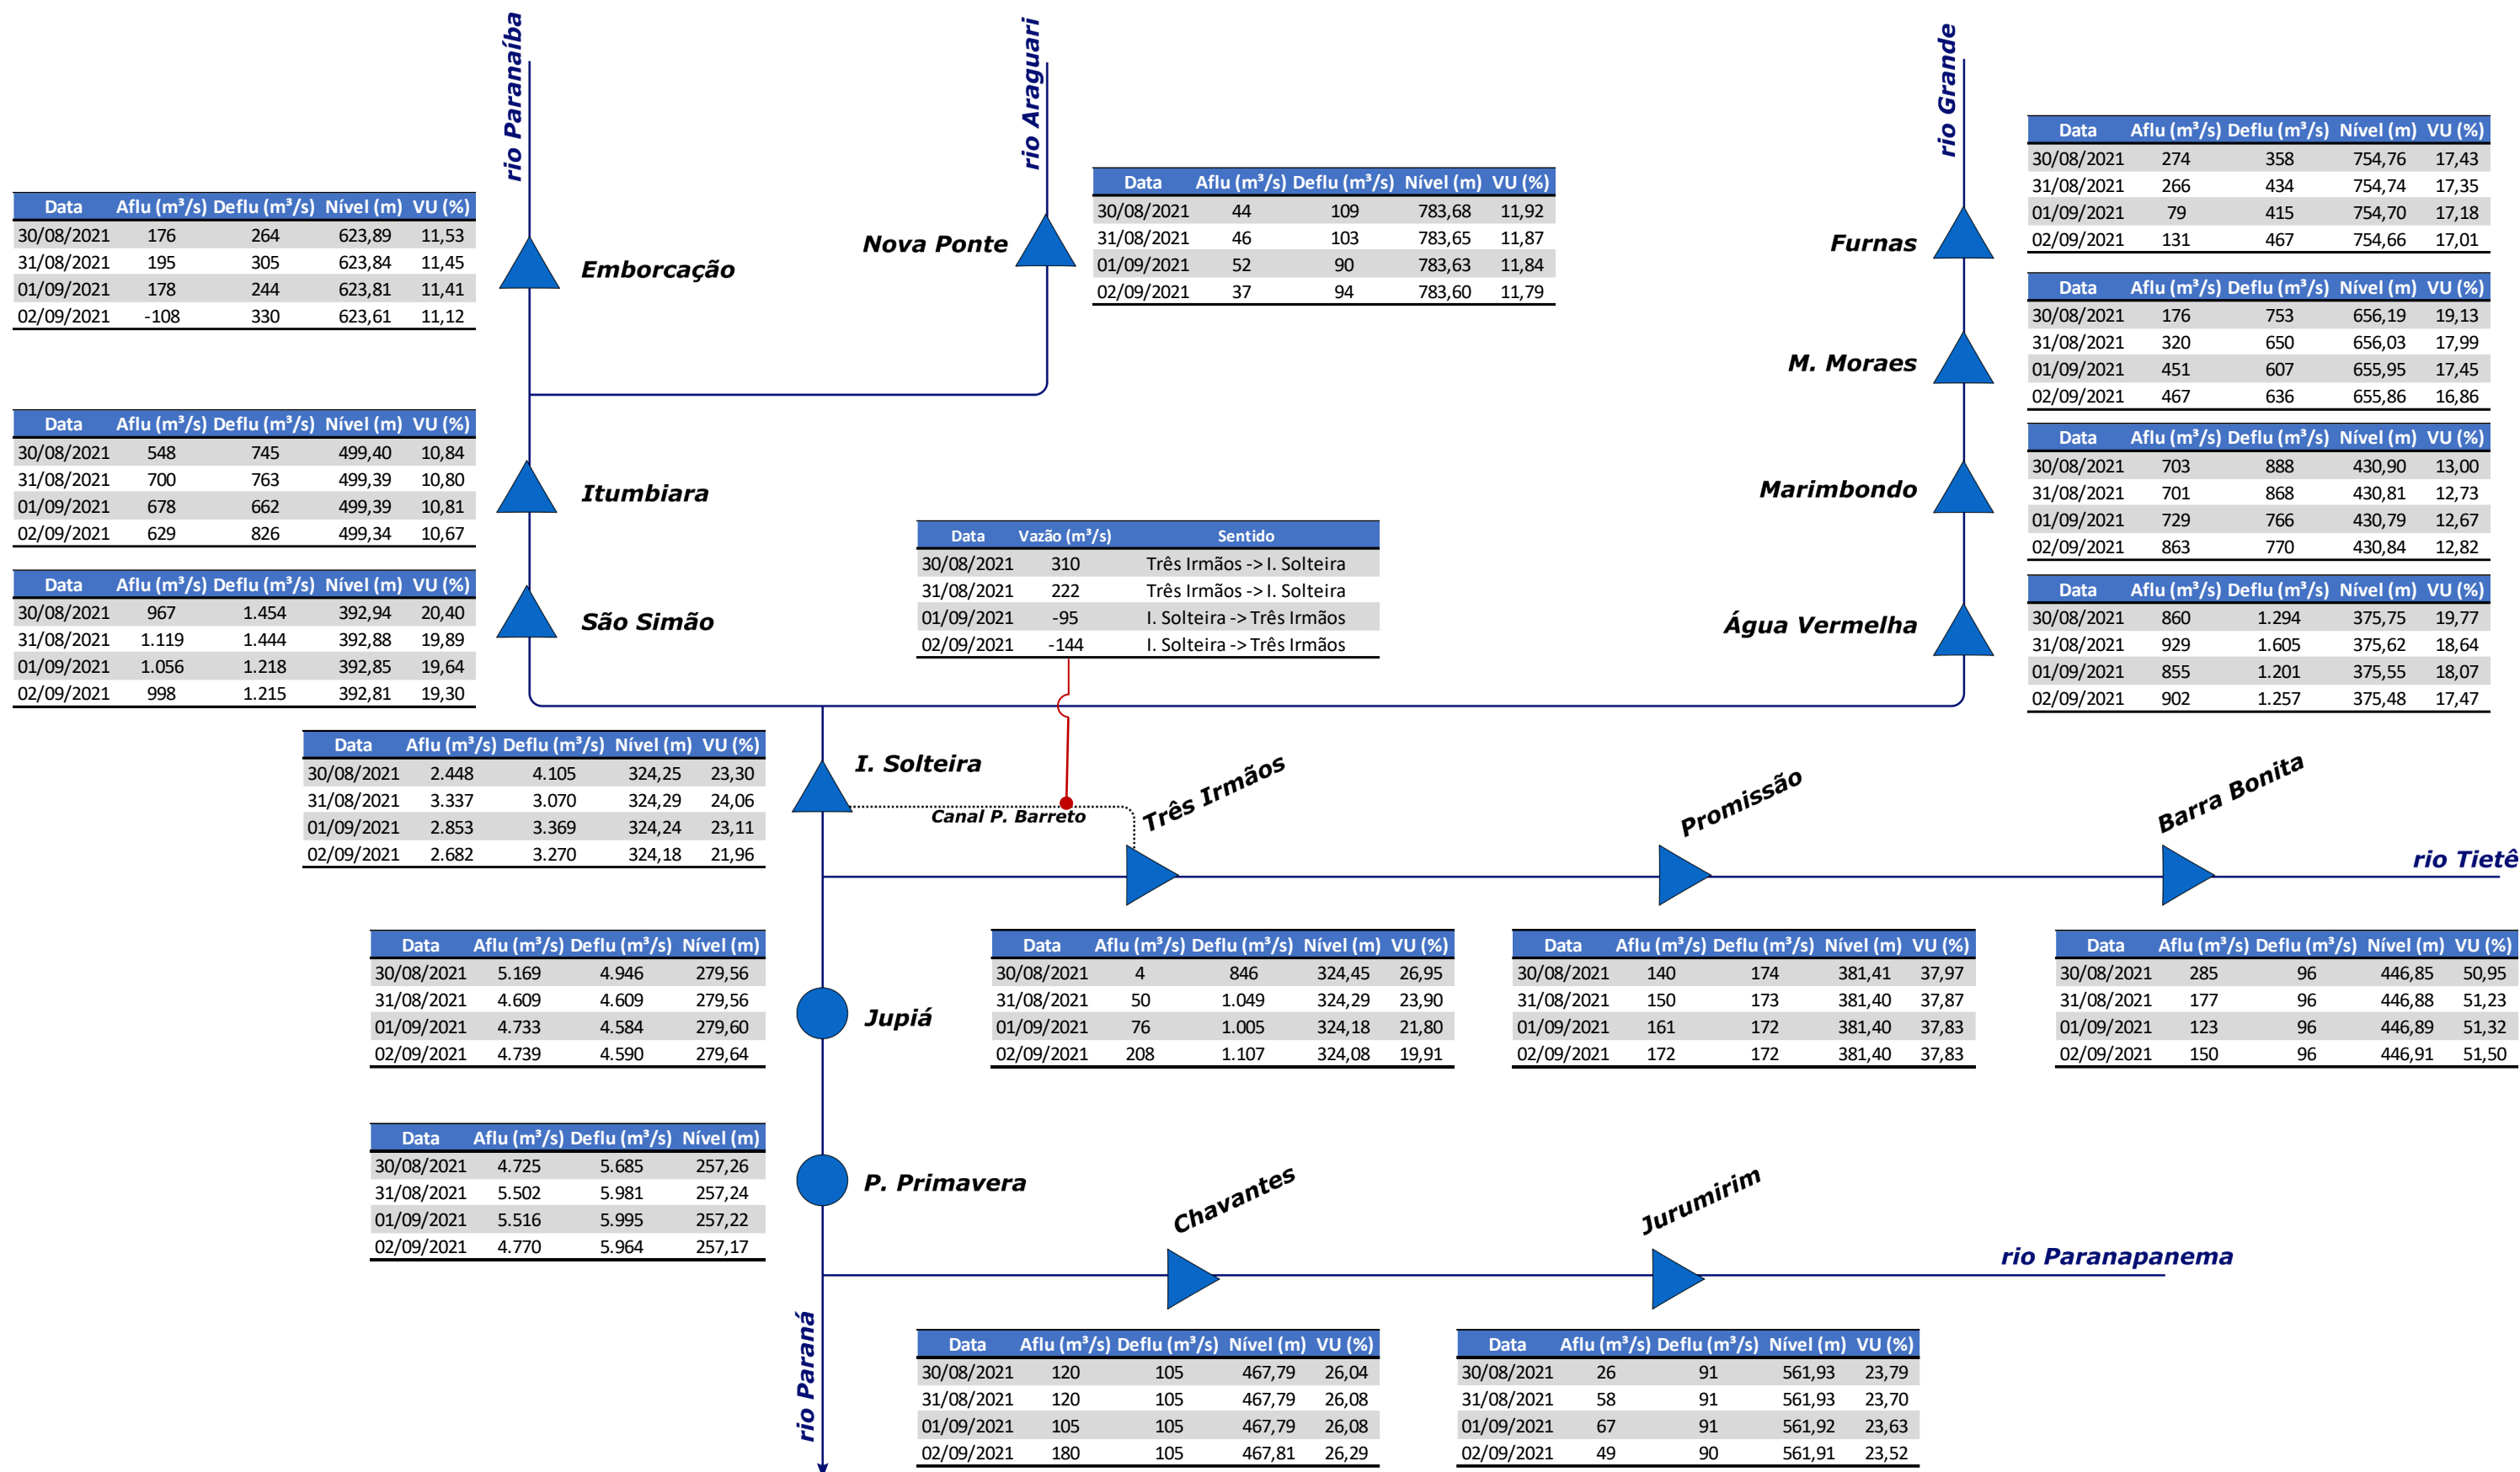 rio Paranaíba
rio Araguari
rio Grande
Data Aflu (m³/s) Deflu (m³/s) Nível (m) VU (%)
30/08/2021 176 264 623,89 11,53
31/08/2021 195 305 623,84 11,45
01/09/2021 178 244 623,81 11,41
02/09/2021 -108 330 623,61 11,12
Emborcação
Nova Ponte
Data Aflu (m³/s) Deflu (m³/s) Nível (m) VU (%)
30/08/2021 44 109 783,68 11,92
31/08/2021 46 103 783,65 11,87
01/09/2021 52 90 783,63 11,84
02/09/2021 37 94 783,60 11,79
Furnas
Data Aflu (m³/s) Deflu (m³/s) Nível (m) VU (%)
30/08/2021 274 358 754,76 17,43
31/08/2021 266 434 754,74 17,35
01/09/2021 79 415 754,70 17,18
02/09/2021 131 467 754,66 17,01
M. Moraes
Data Aflu (m³/s) Deflu (m³/s) Nível (m) VU (%)
30/08/2021 176 753 656,19 19,13
31/08/2021 320 650 656,03 17,99
01/09/2021 451 607 655,95 17,45
02/09/2021 467 636 655,86 16,86
Data Aflu (m³/s) Deflu (m³/s) Nível (m) VU (%)
30/08/2021 548 745 499,40 10,84
31/08/2021 700 763 499,39 10,80
01/09/2021 678 662 499,39 10,81
02/09/2021 629 826 499,34 10,67
Itumbiara
Marimbondo
Data Aflu (m³/s) Deflu (m³/s) Nível (m) VU (%)
30/08/2021 703 888 430,90 13,00
31/08/2021 701 868 430,81 12,73
01/09/2021 729 766 430,79 12,67
02/09/2021 863 770 430,84 12,82
Data Aflu (m³/s) Deflu (m³/s) Nível (m) VU (%)
30/08/2021 967 1.454 392,94 20,40
31/08/2021 1.119 1.444 392,88 19,89
01/09/2021 1.056 1.218 392,85 19,64
02/09/2021 998 1.215 392,81 19,30
São Simão
Data Vazão (m³/s) Sentido
30/08/2021 310 Três Irmãos -> I. Solteira
31/08/2021 222 Três Irmãos -> I. Solteira
01/09/2021 -95 I. Solteira -> Três Irmãos
02/09/2021 -144 I. Solteira -> Três Irmãos
Água Vermelha
Data Aflu (m³/s) Deflu (m³/s) Nível (m) VU (%)
30/08/2021 860 1.294 375,75 19,77
31/08/2021 929 1.605 375,62 18,64
01/09/2021 855 1.201 375,55 18,07
02/09/2021 902 1.257 375,48 17,47
Data Aflu (m³/s) Deflu (m³/s) Nível (m) VU (%)
30/08/2021 2.448 4.105 324,25 23,30
31/08/2021 3.337 3.070 324,29 24,06
01/09/2021 2.853 3.369 324,24 23,11
02/09/2021 2.682 3.270 324,18 21,96
I. Solteira
Canal P. Barreto
Três Irmãos
Promissão
Barra Bonita
rio Tietê
Data Aflu (m³/s) Deflu (m³/s) Nível (m)
30/08/2021 5.169 4.946 279,56
31/08/2021 4.609 4.609 279,56
01/09/2021 4.733 4.584 279,60
02/09/2021 4.739 4.590 279,64
Jupiá
Data Aflu (m³/s) Deflu (m³/s) Nível (m) VU (%)
30/08/2021 4 846 324,45 26,95
31/08/2021 50 1.049 324,29 23,90
01/09/2021 76 1.005 324,18 21,80
02/09/2021 208 1.107 324,08 19,91
Data Aflu (m³/s) Deflu (m³/s) Nível (m) VU (%)
30/08/2021 140 174 381,41 37,97
31/08/2021 150 173 381,40 37,87
01/09/2021 161 172 381,40 37,83
02/09/2021 172 172 381,40 37,83
Data Aflu (m³/s) Deflu (m³/s) Nível (m) VU (%)
30/08/2021 285 96 446,85 50,95
31/08/2021 177 96 446,88 51,23
01/09/2021 123 96 446,89 51,32
02/09/2021 150 96 446,91 51,50
Data Aflu (m³/s) Deflu (m³/s) Nível (m)
30/08/2021 4.725 5.685 257,26
31/08/2021 5.502 5.981 257,24
01/09/2021 5.516 5.995 257,22
02/09/2021 4.770 5.964 257,17
P. Primavera
Chavantes
Jurumirim
rio Paranapanema
rio Paraná
Data Aflu (m³/s) Deflu (m³/s) Nível (m) VU (%)
30/08/2021 120 105 467,79 26,04
31/08/2021 120 105 467,79 26,08
01/09/2021 105 105 467,79 26,08
02/09/2021 180 105 467,81 26,29
Data Aflu (m³/s) Deflu (m³/s) Nível (m) VU (%)
30/08/2021 26 91 561,93 23,79
31/08/2021 58 91 561,93 23,70
01/09/2021 67 91 561,92 23,63
02/09/2021 49 90 561,91 23,52